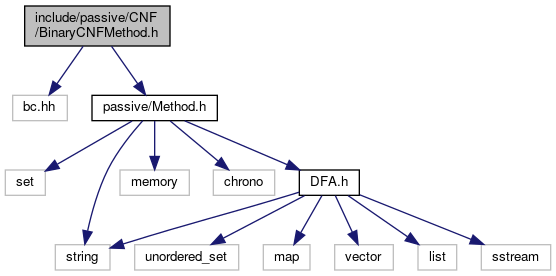 include/passive/CNF
/BinaryCNFMethod.h
bc.hh
passive/Method.h
set
memory
chrono
DFA.h
string
unordered_set
map
vector
list
sstream